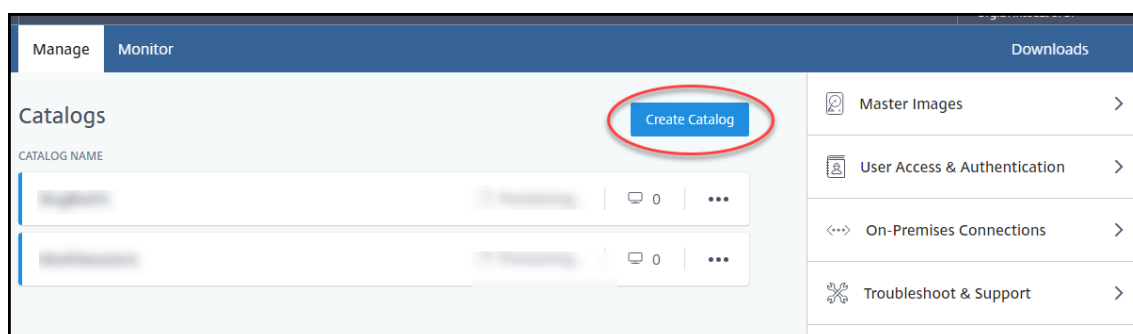 Manage Monitor Downloads
Catalogs
Create Catalog
CATALOG NAME
0
0
Master Images
User Access & Authentication
On-Premises Connections
Troubleshoot & Support